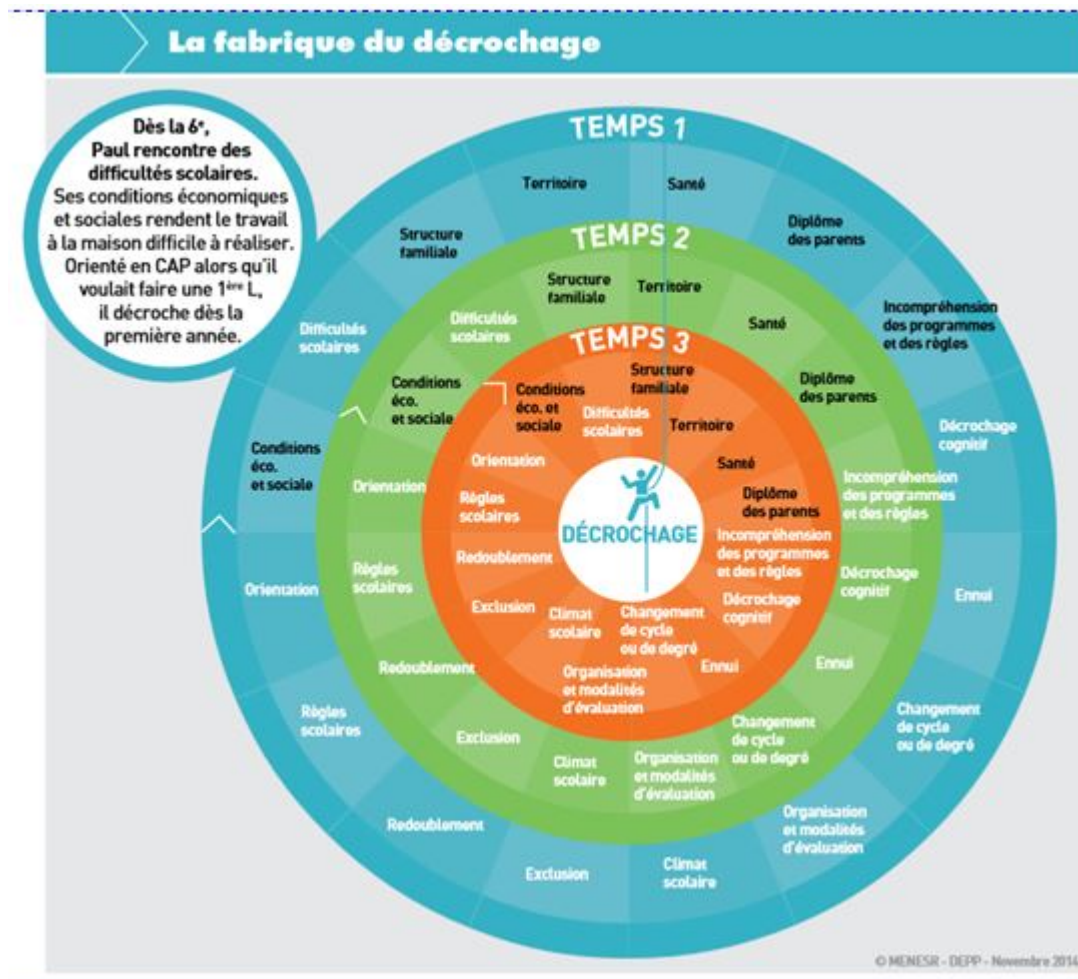 La fabrique du décrochage
Dès la 6e,
Paul rencontre des
difficultés scolaires.
Ses conditions économiques
et sociales rendent le travail
à la maison difficile à réaliser.
Orienté en CAP alors qu'il
voulait faire une 1ère L,
il décroche dès la
première année.
TEMPS 1
Territoire
Santé
Diplôme
des parents
Incompréhension
des programmes
et des règles
Décrochage
cognitif
Ennui
Changement
de cycle
ou de degré
Organisation
et modalités
d'évaluation
Climat
scolaire
Exclusion
Redoublement
Règles
scolaires
Orientation
Conditions
éco.
et sociale
Difficultés
scolaires
Structure
familiale
TEMPS 2
Structure
familiale
Territoire
Santé
Diplôme
des parents
Incompréhension
des programmes
et des règles
Décrochage
cognitif
Ennui
Changement
de cycle
ou de degré
Organisation
et modalités
d'évaluation
Climat
scolaire
Exclusion
Redoublement
Règles
scolaires
Orientation
Conditions
éco.
et sociale
Difficultés
scolaires
TEMPS 3
Structure
familiale
Territoire
Santé
Diplôme
des parents
Incompréhension
des programmes
et des règles
Décrochage
cognitif
Ennui
Changement
de cycle
ou de degré
Organisation
et modalités
d'évaluation
Climat
scolaire
Exclusion
Redoublement
Règles
scolaires
Orientation
Conditions
éco. et
sociale
Difficultés
scolaires
DÉCROCHAGE
© MENESR - DEPP - Novembre 2014